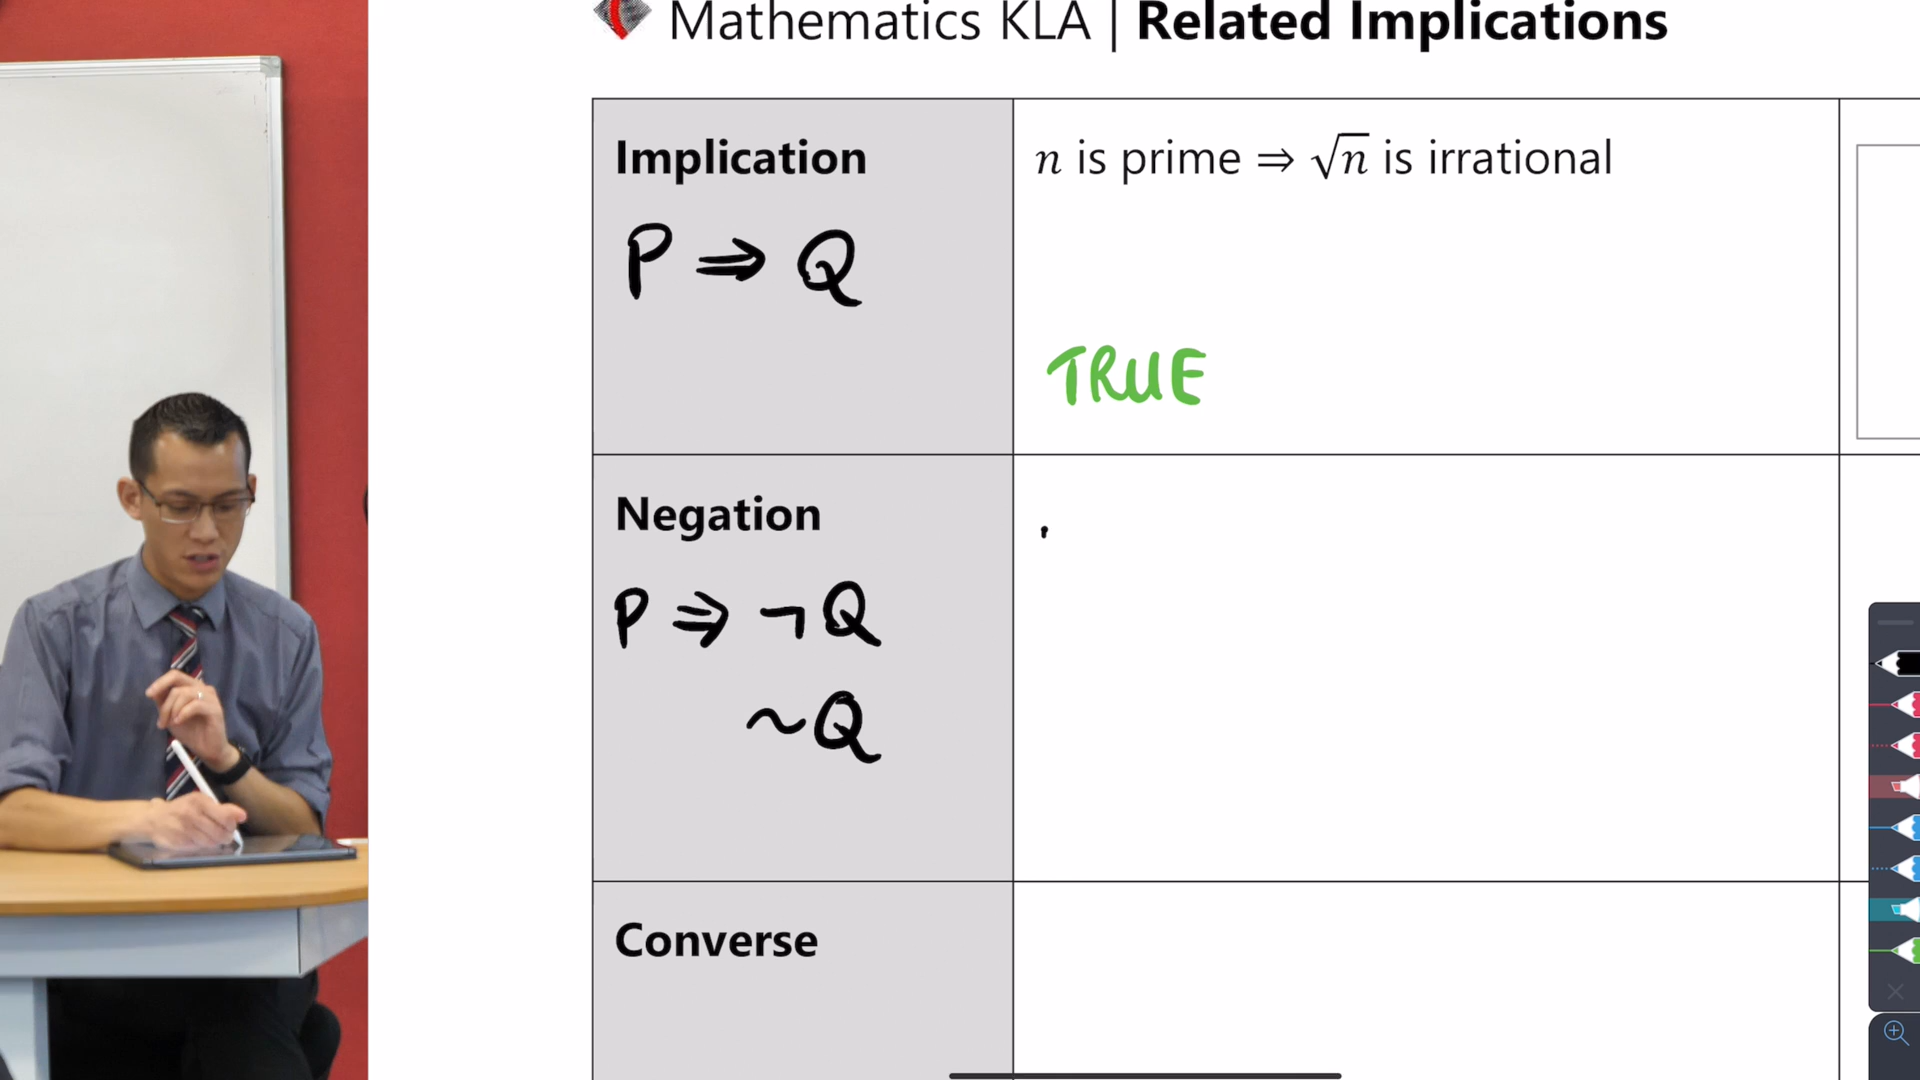 Mathematics KLA | Related Implications
Implication
n is prime ⇒ √n is irrational
P ⇒ Q
TRUE
Negation
P ⇒ ¬Q
~Q
Converse